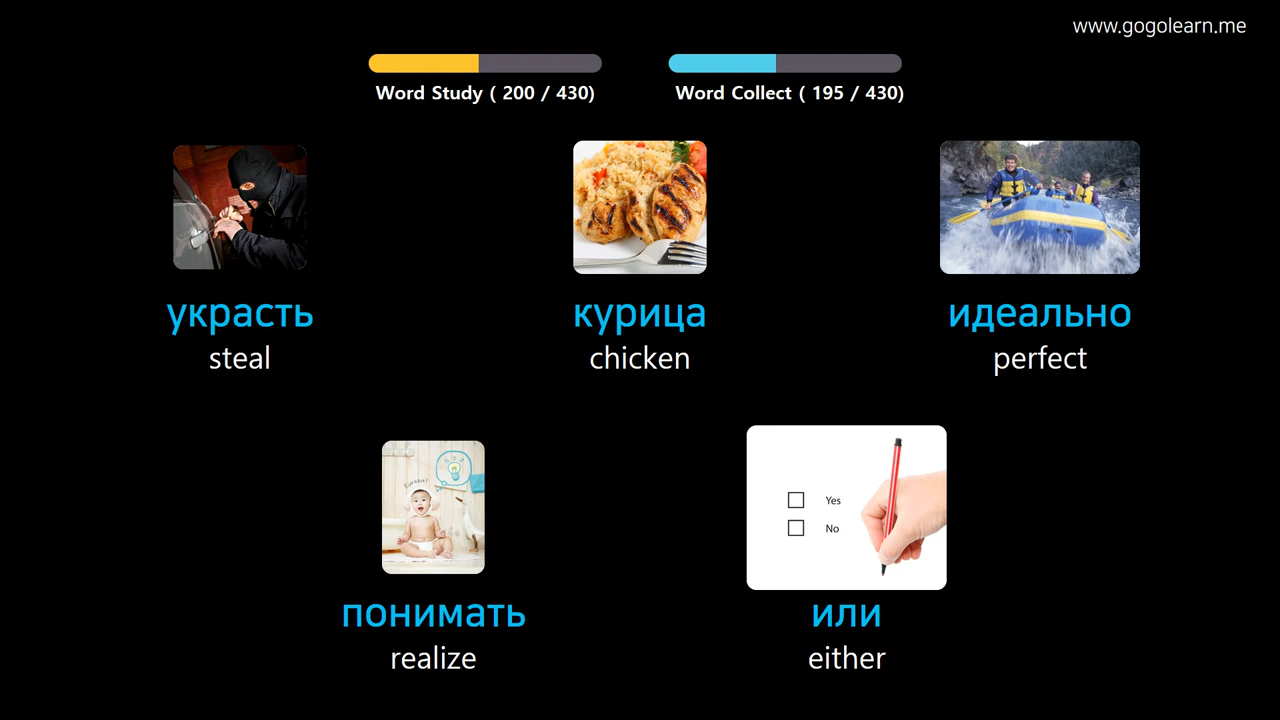 www.gogolearn.me
Word Study ( 200 / 430)
Word Collect ( 195 / 430)
украсть
steal
курица
chicken
идеально
perfect
Eureka!
понимать
realize
Yes
No
или
either